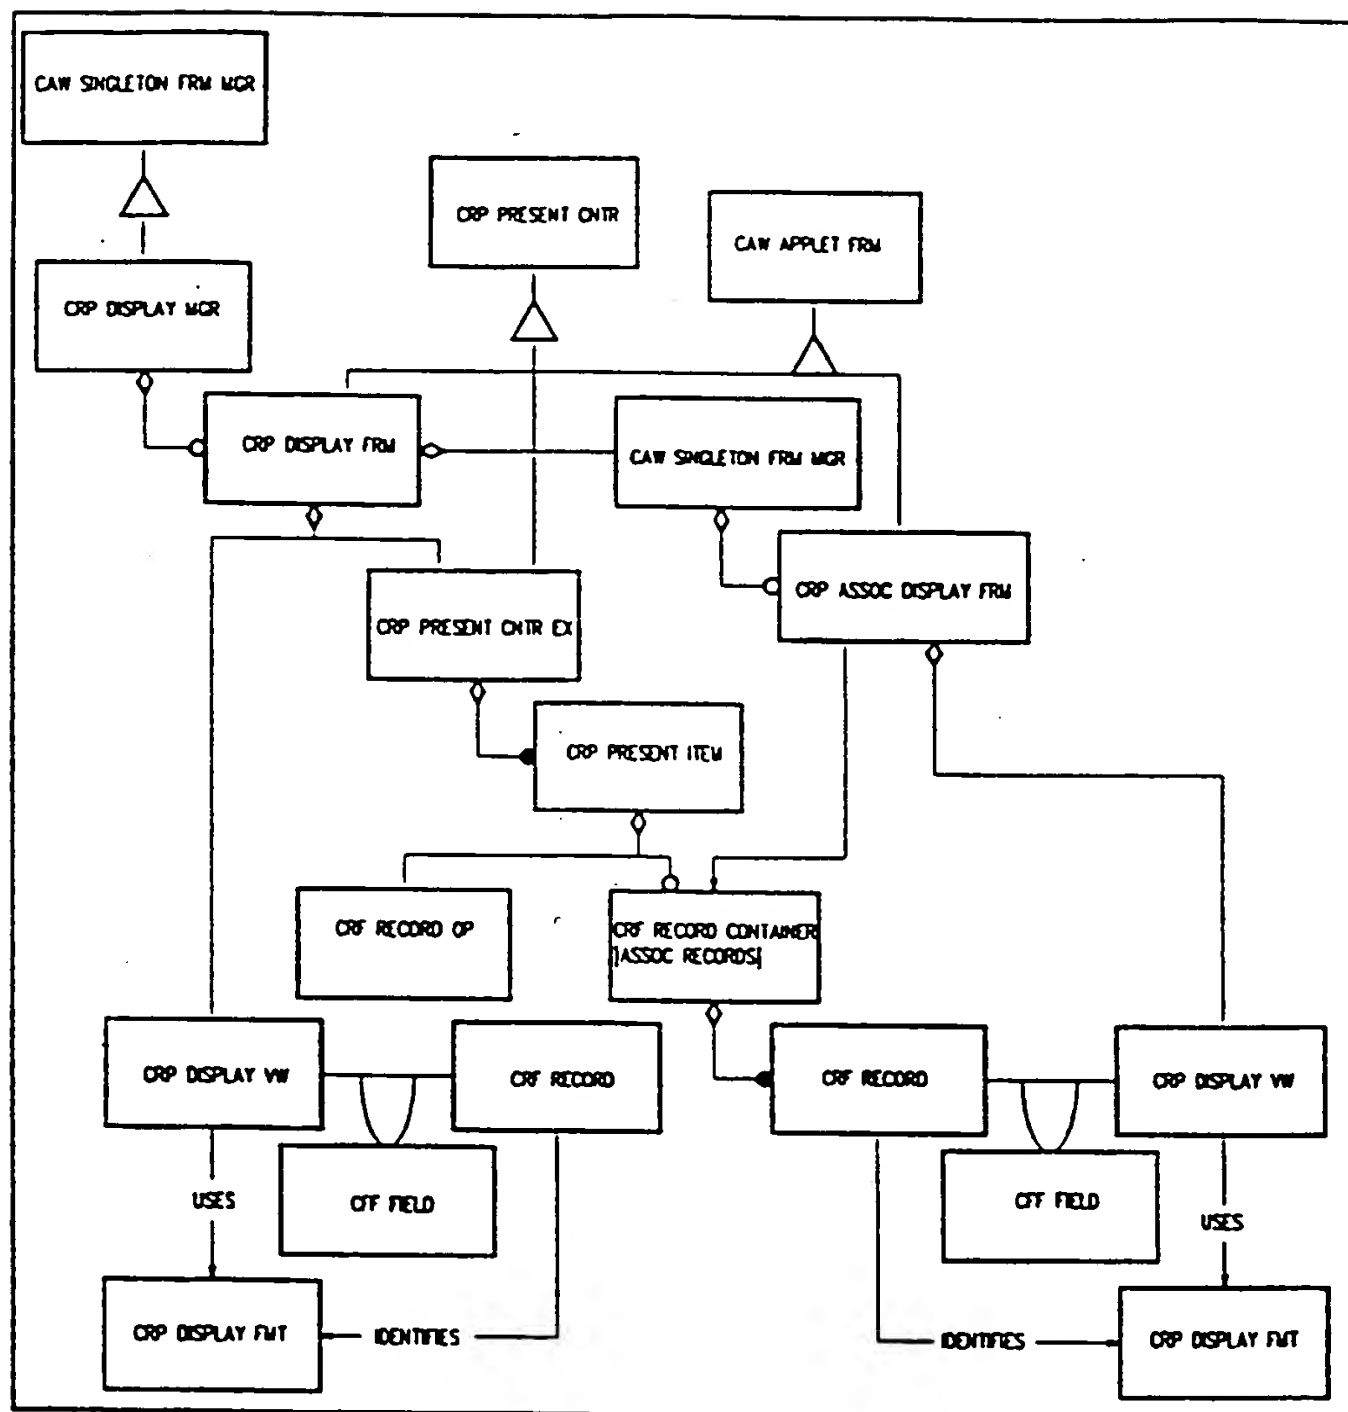 CAW SINGLETON FRM MGR
CRP PRESENT CNTR
CAW APPLET FRM
CRP DISPLAY MGR
CRP DISPLAY FRM
CAW SINGLETON FRM MGR
CRP ASSOC DISPLAY FRM
CRP PRESENT CNTR EX
CRP PRESENT ITEM
CRF RECORD OP
CRF RECORD CONTAINER
|ASSOC RECORDS|
CRP DISPLAY VW
CRF RECORD
CRF RECORD
CRP DISPLAY VW
USES
CFF FIELD
CFF FIELD
USES
CRP DISPLAY FMT
IDENTIFIES
IDENTIFIES
CRP DISPLAY FMT